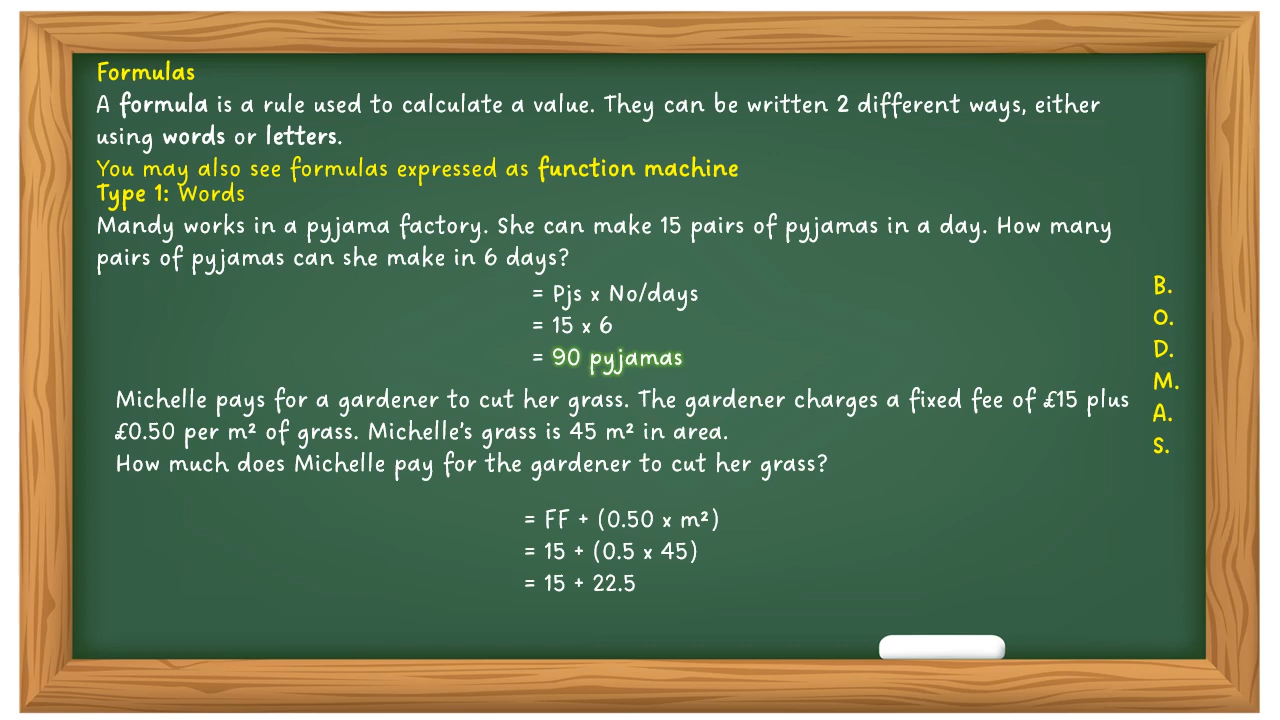 Formulas
A formula is a rule used to calculate a value. They can be written 2 different ways, either
using words or letters.
You may also see formulas expressed as function machine
Type 1: Words
Mandy works in a pyjama factory. She can make 15 pairs of pyjamas in a day. How many
pairs of pyjamas can she make in 6 days?
= Pjs x No/days
= 15 x 6
= 90 pyjamas
Michelle pays for a gardener to cut her grass. The gardener charges a fixed fee of £15 plus
£0.50 per m² of grass. Michelle's grass is 45 m² in area.
How much does Michelle pay for the gardener to cut her grass?
= FF + (0.50 x m²)
= 15 + (0.5 x 45)
= 15 + 22.5
B.
O.
D.
M.
A.
S.